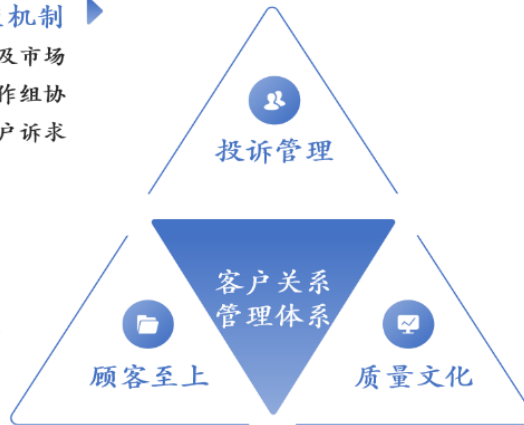 机制
及市场
作组协
户诉求
投诉管理
客户关系
管理体系
顾客至上
质量文化